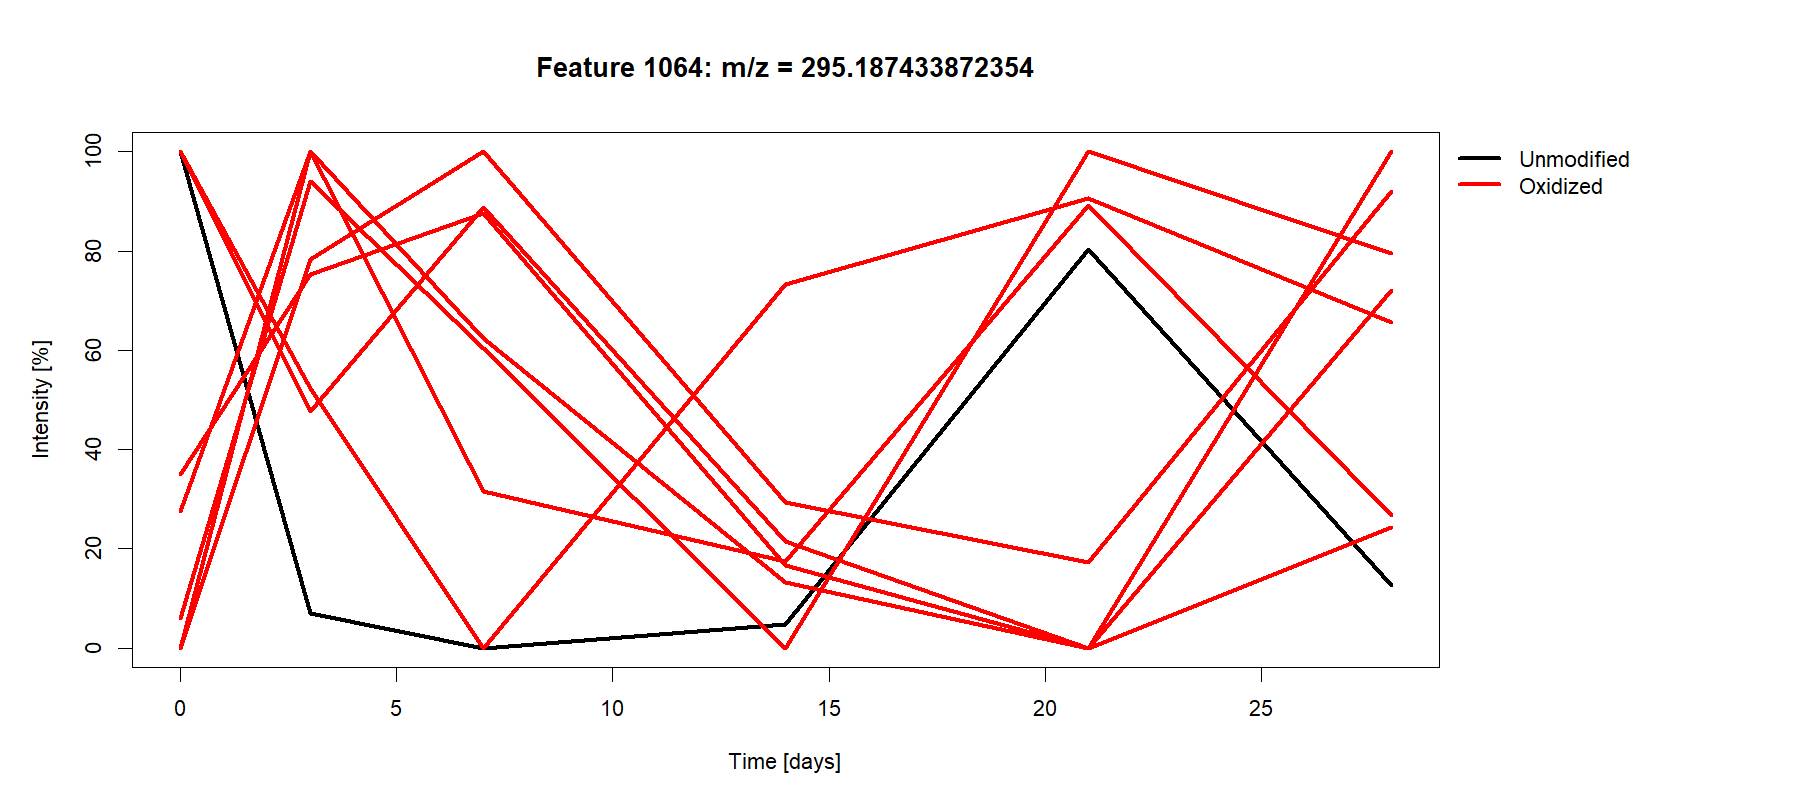 Feature 1064: m/z = 295.187433872354
Unmodified
Oxidized
Intensity [%]
100
80
60
40
20
0
0 5 10 15 20 25
Time [days]